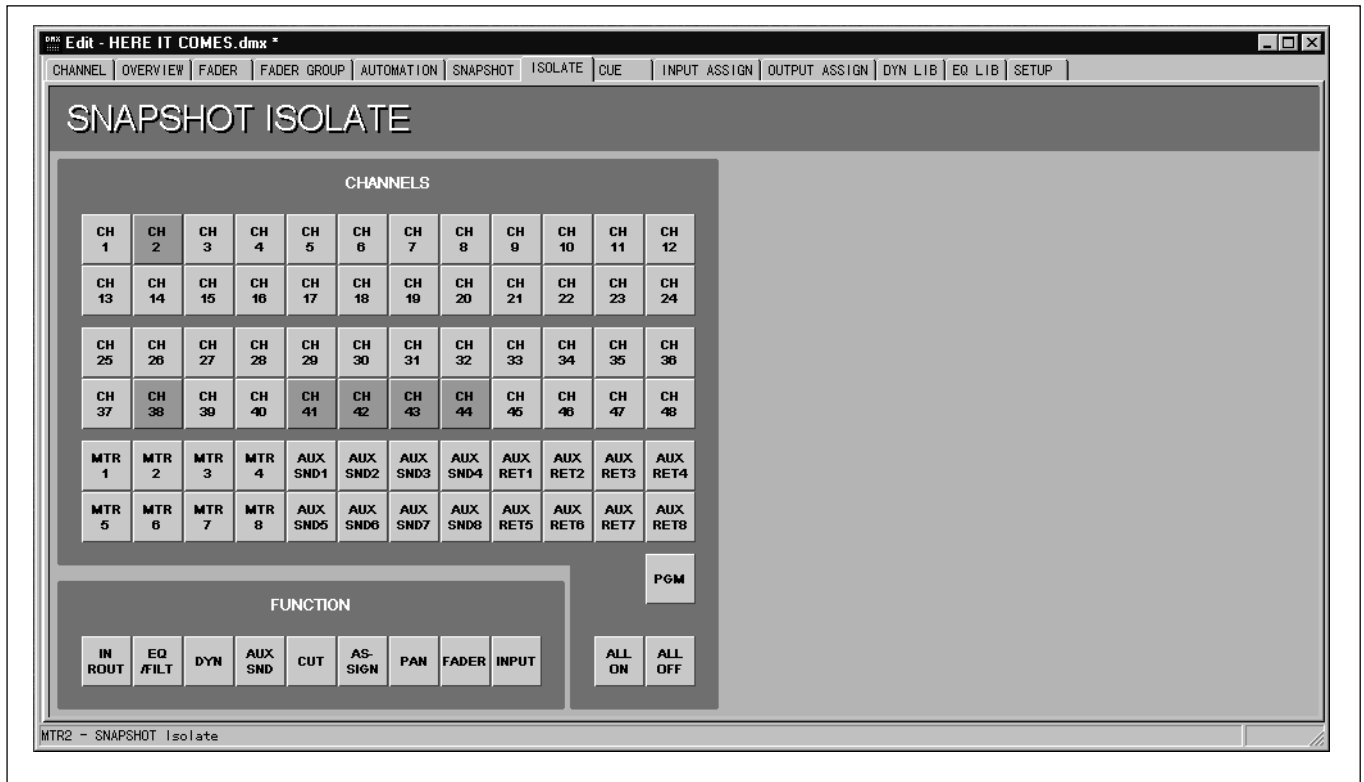 DMX Edit - HERE IT COMES.dmx *
CHANNEL OVERVIEW FADER FADER GROUP AUTOMATION SNAPSHOT ISOLATE CUE INPUT ASSIGN OUTPUT ASSIGN DYN LIB EQ LIB SETUP
SNAPSHOT ISOLATE
CHANNELS
CH CH CH CH CH CH CH CH CH CH CH CH
1 2 3 4 5 6 7 8 9 10 11 12
CH CH CH CH CH CH CH CH CH CH CH CH
13 14 15 16 17 18 19 20 21 22 23 24
CH CH CH CH CH CH CH CH CH CH CH CH
25 26 27 28 29 30 31 32 33 34 35 36
CH CH CH CH CH CH CH CH CH CH CH CH
37 38 39 40 41 42 43 44 45 46 47 48
MTR MTR MTR MTR AUX AUX AUX AUX AUX AUX AUX AUX
1 2 3 4 SND1 SND2 SND3 SND4 RET1 RET2 RET3 RET4
MTR MTR MTR MTR AUX AUX AUX AUX AUX AUX AUX AUX
5 6 7 8 SND5 SND6 SND7 SND8 RET5 RET6 RET7 RET8
PGM
FUNCTION
IN EQ DYN AUX CUT AS- PAN FADER INPUT ALL ALL
ROUT /FILT SND SIGN ON OFF
MTR2 - SNAPSHOT Isolate